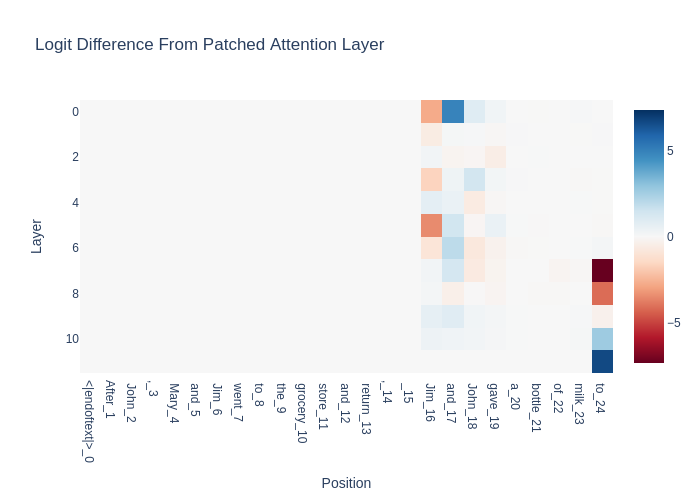 Logit Difference From Patched Attention Layer
0
2
4
6
8
10
Layer
<|endoftext|>_0
After_1
John_2
,_3
Mary_4
and_5
Jim_6
went_7
to_8
the_9
grocery_10
store_11
and_12
return_13
,_14
_15
Jim_16
and_17
John_18
gave_19
a_20
bottle_21
of_22
milk_23
to_24
Position
5
0
−5